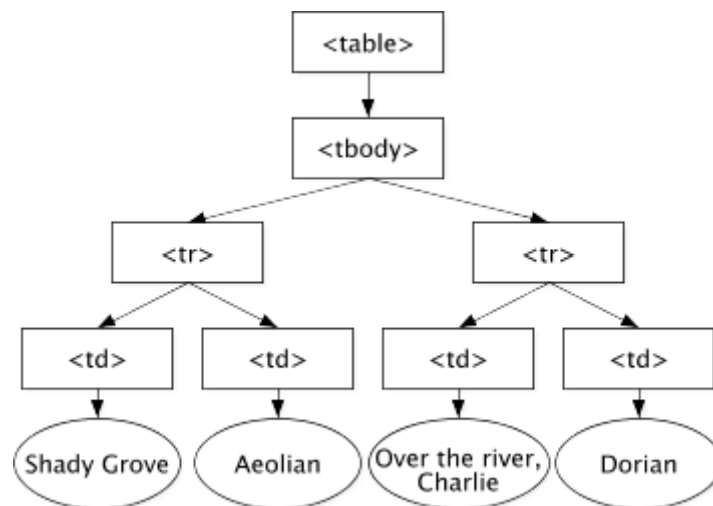 <table>
<tbody>
<tr> <tr>
<td> <td> <td> <td>
Shady Grove Aeolian Over the river, Dorian
Charlie